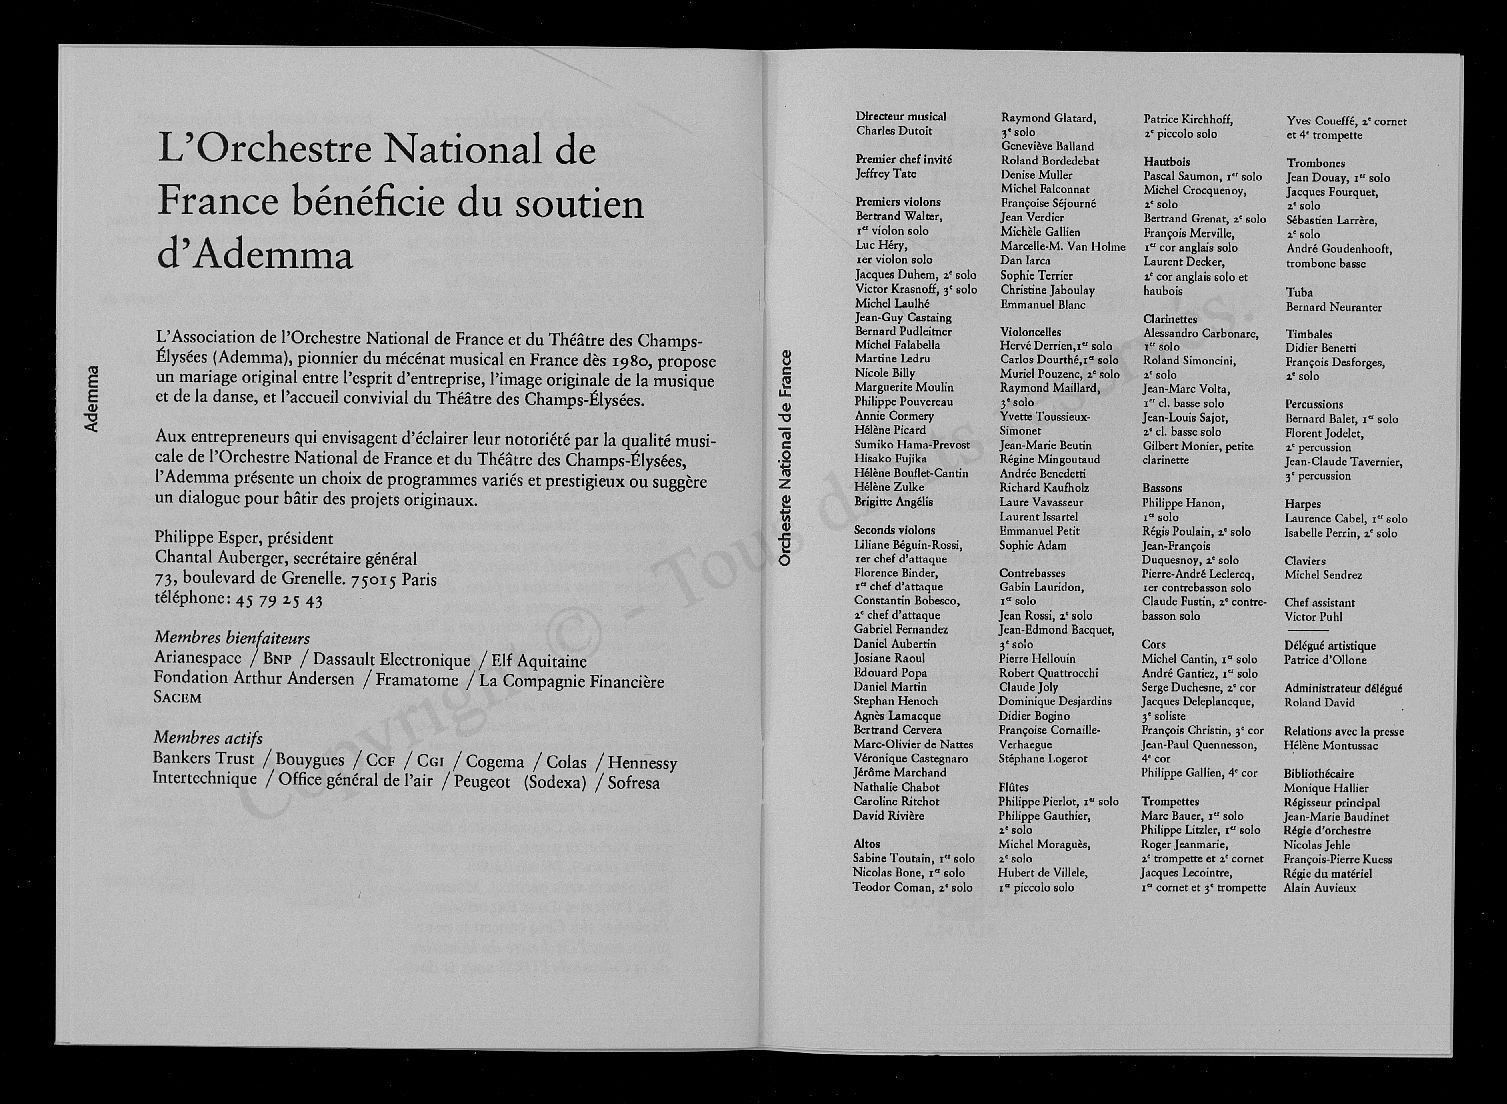 L'Orchestre National de
France bénéficie du soutien
d'Ademma
L'Association de l'Orchestre National de France et du Théâtre des Champs-
Élysées (Ademma), pionnier du mécénat musical en France dès 1980, propose
un mariage original entre l'esprit d'entreprise, l'image originale de la musique
et de la danse, et l'accueil convivial du Théâtre des Champs-Élysées.
Aux entrepreneurs qui envisagent d'éclairer leur notoriété par la qualité musi-
cale de l'Orchestre National de France et du Théâtre des Champs-Élysées,
l'Ademma présente un choix de programmes variés et prestigieux ou suggère
un dialogue pour bâtir des projets originaux.
Philippe Esper, président
Chantal Auberger, secrétaire général
73, boulevard de Grenelle. 75015 Paris
téléphone: 45 79 25 43
Membres bienfaiteurs
Arianespace / BNP / Dassault Electronique / Elf Aquitaine
Fondation Arthur Andersen / Framatome / La Compagnie Financière
SACEM
Membres actifs
Bankers Trust / Bouygues / CCF / CGI / Cogema / Colas / Hennessy
Intertechnique / Office général de l'air / Peugeot (Sodexa) / Sofresa
Ademma
Orchestre National de France
Directeur musical
Charles Dutoit
Premier chef invité
Jeffrey Tate
Premiers violons
Bertrand Walter,
1er violon solo
Luc Héry,
1er violon solo
Jacques Duhem, 2e solo
Victor Krasnoff, 3e solo
Michel Laulhé
Jean-Guy Castaing
Bernard Pudleitner
Michel Falabella
Martine Ledru
Nicole Billy
Marguerite Moulin
Philippe Pouvereau
Annie Cormery
Hélène Picard
Sumiko Hama-Prevost
Hisako Fujika
Hélène Bouflet-Cantin
Hélène Zulke
Brigitte Angélis
Seconds violons
Liliane Béguin-Rossi,
1er chef d'attaque
Florence Binder,
1er chef d'attaque
Constantin Bobesco,
2e chef d'attaque
Gabriel Fernandez
Daniel Aubertin
Josiane Raoul
Edouard Popa
Daniel Martin
Stephan Henoch
Agnès Lamacque
Bertrand Cervera
Marc-Olivier de Nattes
Véronique Castegnaro
Jérôme Marchand
Nathalie Chabot
Caroline Ritchot
David Rivière
Altos
Sabine Toutain, 1er solo
Nicolas Bone, 1er solo
Teodor Coman, 2e solo
Raymond Glatard,
3e solo
Geneviève Balland
Roland Bordedebat
Denise Muller
Michel Falconnat
Françoise Séjourné
Jean Verdier
Michèle Gallien
Marcelle-M. Van Holme
Dan Iarca
Sophie Terrier
Christine Jaboulay
Emmanuel Blanc
Violoncelles
Hervé Derrien,1er solo
Carlos Dourthé,1er solo
Muriel Pouzenc, 2e solo
Raymond Maillard,
3e solo
Yvette Toussieux-
Simonet
Jean-Marie Beutin
Régine Mingoutaud
Andrée Benedetti
Richard Kaufholz
Laure Vavasseur
Laurent Issartel
Emmanuel Petit
Sophie Adam
Contrebasses
Gabin Lauridon,
1er solo
Jean Rossi, 2e solo
Jean-Edmond Bacquet,
3e solo
Pierre Hellouin
Robert Quattrocchi
Claude Joly
Dominique Desjardins
Didier Bogino
Françoise Cornaille-
Verhaegue
Stéphane Logerot
Flûtes
Philippe Pierlot, 1er solo
Philippe Gauthier,
2e solo
Michel Moraguès,
2e solo
Hubert de Villele,
1er piccolo solo
Patrice Kirchhoff,
2e piccolo solo
Hautbois
Pascal Saumon, 1er solo
Michel Crocquenoy,
2e solo
Bertrand Grenat, 2e solo
François Merville,
1er cor anglais solo
Laurent Decker,
2e cor anglais solo et
haubois
Clarinettes
Alessandro Carbonare,
1er solo
Roland Simoncini,
2e solo
Jean-Marc Volta,
1er cl. basse solo
Jean-Louis Sajot,
2e cl. basse solo
Gilbert Monier, petite
clarinette
Bassons
Philippe Hanon,
1er solo
Régis Poulain, 2e solo
Jean-François
Duquesnoy, 2e solo
Pierre-André Leclercq,
1er contrebasson solo
Claude Fustin, 2e contre-
basson solo
Cors
Michel Cantin, 1er solo
André Gantiez, 1er solo
Serge Duchesne, 2e cor
Jacques Deleplancque,
3e soliste
François Christin, 3e cor
Jean-Paul Quennesson,
4e cor
Philippe Gallien, 4e cor
Trompettes
Marc Bauer, 1er solo
Philippe Litzler, 1er solo
Roger Jeanmarie,
2e trompette et 2e cornet
Jacques Lecointre,
1er cornet et 3e trompette
Yves Coueffé, 2e cornet
et 4e trompette
Trombones
Jean Douay, 1er solo
Jacques Fourquet,
2e solo
Sébastien Larrère,
2e solo
André Goudenhooft,
trombone basse
Tuba
Bernard Neuranter
Timbales
Didier Benetti
François Desforges,
2e solo
Percussions
Bernard Balet, 1er solo
Florent Jodelet,
2e percussion
Jean-Claude Tavernier,
3e percussion
Harpes
Laurence Cabel, 1er solo
Isabelle Perrin, 2e solo
Claviers
Michel Sendrez
Chef assistant
Victor Puhl
Délégué artistique
Patrice d'Ollone
Administrateur délégué
Roland David
Relations avec la presse
Hélène Montussac
Bibliothécaire
Monique Hallier
Régisseur principal
Jean-Marie Baudinet
Régie d'orchestre
Nicolas Jehle
François-Pierre Kuess
Régie du matériel
Alain Auvieux
Copyright © - Tous droits réservés.